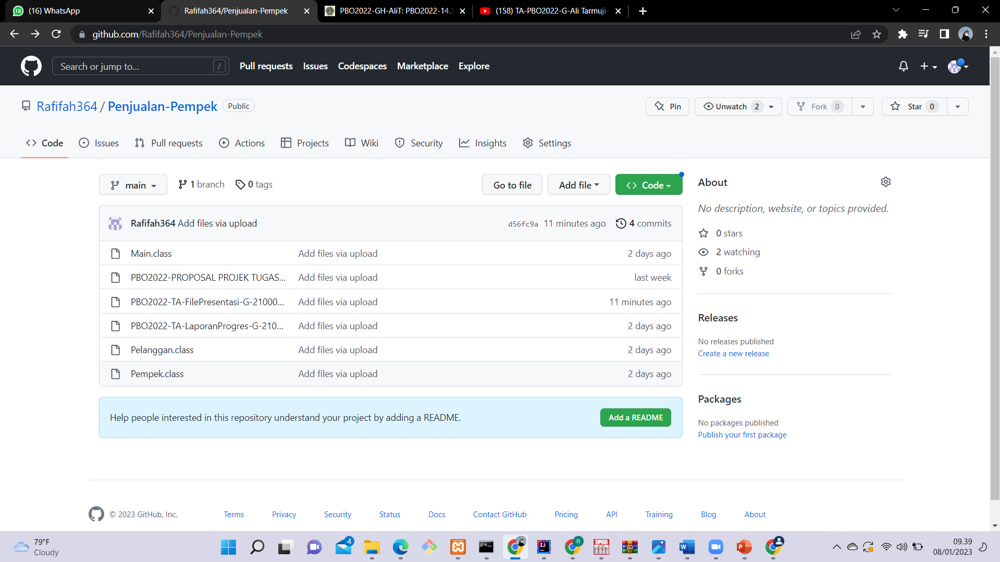 (16) WhatsApp
Rafifah364/Penjualan-Pempek
PBO2022-GH-AliT: PBO2022-14.3
(158) TA-PBO2022-G-Ali Tarmuji-
github.com/Rafifah364/Penjualan-Pempek
Search or jump to... /
Pull requests Issues Codespaces Marketplace Explore
Rafifah364 / Penjualan-Pempek Public
Pin
Unwatch 2
Fork 0
Star 0
Code Issues Pull requests Actions Projects Wiki Security Insights Settings
main
1 branch
0 tags
Go to file
Add file
Code
Rafifah364 Add files via upload d56fc9a 11 minutes ago 4 commits
Main.class Add files via upload 2 days ago
PBO2022-PROPOSAL PROJEK TUGAS... Add files via upload last week
PBO2022-TA-FilePresentasi-G-21000... Add files via upload 11 minutes ago
PBO2022-TA-LaporanProgres-G-210... Add files via upload 2 days ago
Pelanggan.class Add files via upload 2 days ago
Pempek.class Add files via upload 2 days ago
Help people interested in this repository understand your project by adding a README.
Add a README
About
No description, website, or topics provided.
0 stars
2 watching
0 forks
Releases
No releases published
Create a new release
Packages
No packages published
Publish your first package
© 2023 GitHub, Inc.
Terms Privacy Security Status Docs Contact GitHub Pricing API Training Blog About
79°F
Cloudy
4
R
SPSS
09.39
08/01/2023